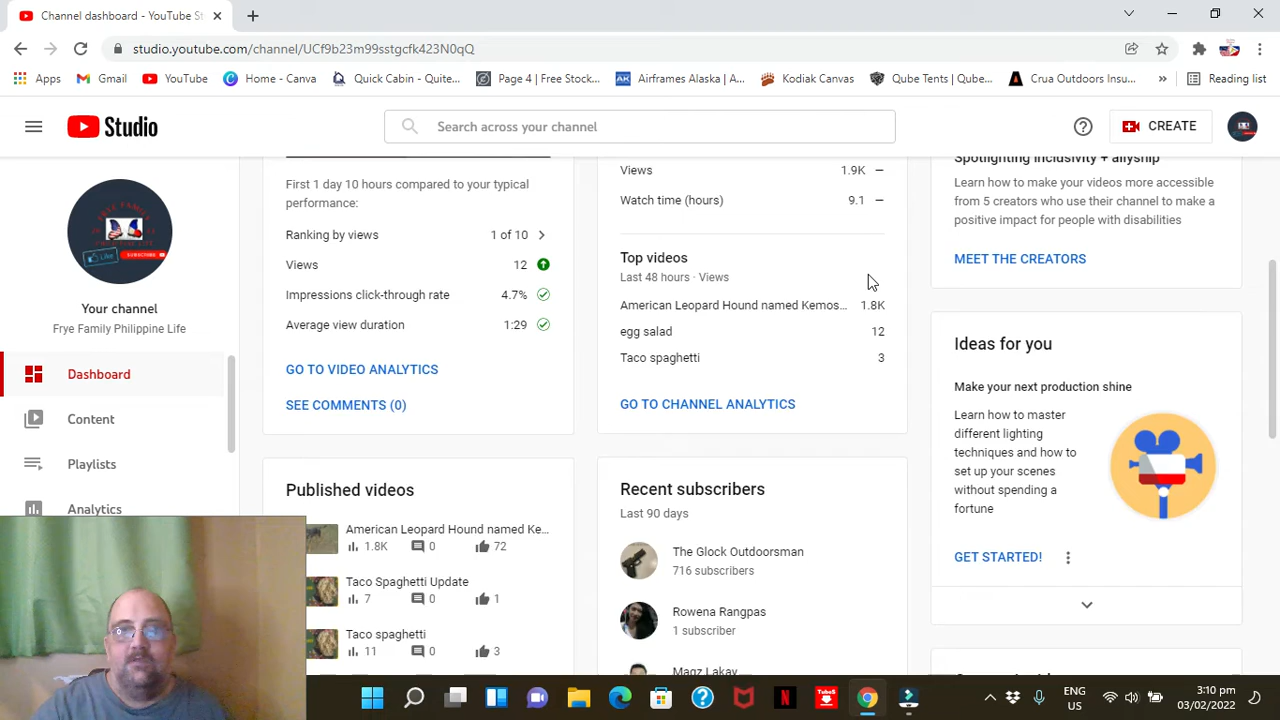 Channel dashboard - YouTube St
studio.youtube.com/channel/UCf9b23m99sstgcfk423N0qQ
Apps
Gmail
YouTube
Home - Canva
Quick Cabin - Quite...
Page 4 | Free Stock...
Airframes Alaska | A...
Kodiak Canvas
Qube Tents | Qube...
Crua Outdoors Insu...
»
Reading list
Studio
Search across your channel
CREATE
Your channel
Frye Family Philippine Life
Dashboard
Content
Playlists
Analytics
First 1 day 10 hours compared to your typical
performance:
Ranking by views 1 of 10
Views 12
Impressions click-through rate 4.7%
Average view duration 1:29
GO TO VIDEO ANALYTICS
SEE COMMENTS (0)
Published videos
American Leopard Hound named Ke...
1.8K 0 72
Taco Spaghetti Update
7 0 1
Taco spaghetti
11 0 3
Views 1.9K —
Watch time (hours) 9.1 —
Top videos
Last 48 hours · Views
American Leopard Hound named Kemos... 1.8K
egg salad 12
Taco spaghetti 3
GO TO CHANNEL ANALYTICS
Recent subscribers
Last 90 days
The Glock Outdoorsman
716 subscribers
Rowena Rangpas
1 subscriber
Magz Lakay
Spotlighting inclusivity + allyship
Learn how to make your videos more accessible
from 5 creators who use their channel to make a
positive impact for people with disabilities
MEET THE CREATORS
Ideas for you
Make your next production shine
Learn how to master
different lighting
techniques and how to
set up your scenes
without spending a
fortune
GET STARTED!
ENG
US
3:10 pm
03/02/2022